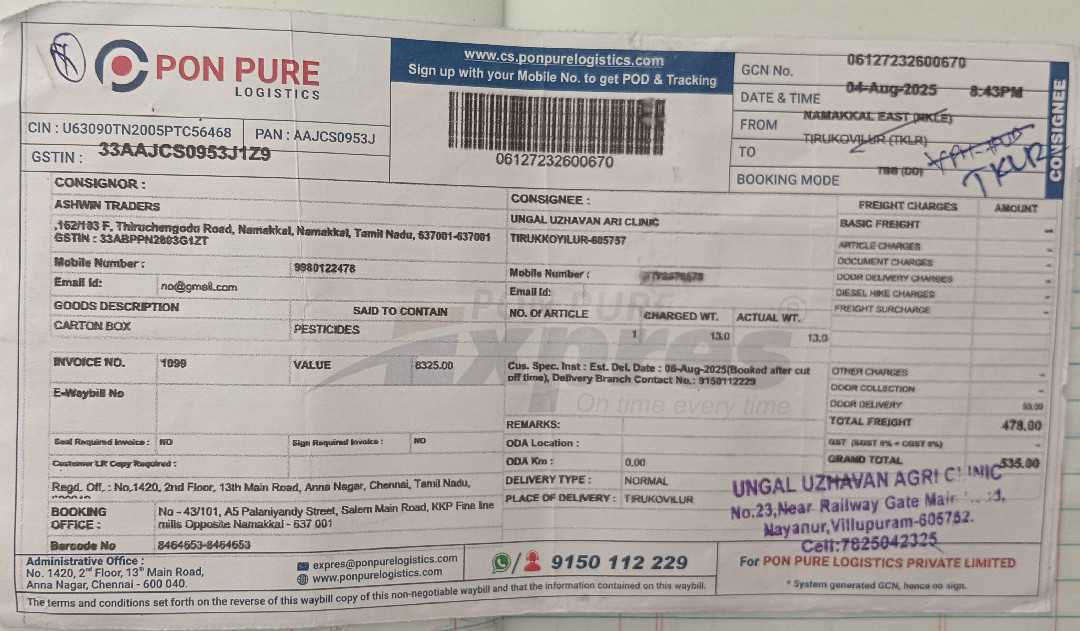 PON PURE
LOGISTICS
www.cs.ponpurelogistics.com
Sign up with your Mobile No. to get POD & Tracking
06127232600670
CIN : U63090TN2005PTC56468 PAN : AAJCS0953J
GSTIN : 33AAJCS0953J1Z9
GCN No. 06127232600670
DATE & TIME 04-Aug-2025 8:43PM
FROM NAMAKKAL EAST (NKLE)
TO TIRUKOVILUR (TKLR)
TKLR
BOOKING MODE TBB (DD)
CONSIGNEE
CONSIGNOR :
ASHWIN TRADERS
,162/183 F, Thiruchengodu Road, Namakkal, Namakkal, Tamil Nadu, 637001-637001
GSTIN : 33ABPPN2803G1ZT
Mobile Number : 9980122478
Email Id: no@gmail.com
GOODS DESCRIPTION SAID TO CONTAIN
CARTON BOX PESTICIDES
INVOICE NO. 1099 VALUE 8325.00
E-Waybill No
Seal Required Invoice : NO Sign Required Invoice : NO
Customer LR Copy Required :
CONSIGNEE :
UNGAL UZHAVAN ARI CLINIC
TIRUKKOYILUR-605757
Mobile Number :
Email Id:
NO. OF ARTICLE CHARGED WT. ACTUAL WT.
1 13.0 13.0
Cus. Spec. Inst : Est. Del. Date : 06-Aug-2025(Booked after cut
off time), Delivery Branch Contact No.: 9150112229
REMARKS:
ODA Location :
ODA Km : 0.00
DELIVERY TYPE : NORMAL
PLACE OF DELIVERY : TIRUKOVILUR
FREIGHT CHARGES AMOUNT
BASIC FREIGHT -
ARTICLE CHARGES -
DOCUMENT CHARGES -
DOOR DELIVERY CHARGES -
DIESEL HIKE CHARGES -
FREIGHT SURCHARGE -
OTHER CHARGES -
DOOR COLLECTION -
DOOR DELIVERY
TOTAL FREIGHT 478.00
GRAND TOTAL 535.00
PON PURE
Xpres
On time every time
Regd. Off. : No,1420, 2nd Floor, 13th Main Road, Anna Nagar, Chennai, Tamil Nadu,
BOOKING OFFICE : No - 43/101, A5 Palaniyandy Street, Salem Main Road, KKP Fine line
mills Opposite Namakkal - 637 001
Barcode No 8464653-8464653
UNGAL UZHAVAN AGRI CLINIC
No.23,Near Railway Gate Main
Nayanur,Villupuram-605752.
Cell:7825042325
Administrative Office :
No. 1420, 2nd Floor, 13th Main Road,
Anna Nagar, Chennai - 600 040.
expres@ponpurelogistics.com
www.ponpurelogistics.com
9150 112 229
For PON PURE LOGISTICS PRIVATE LIMITED
* System generated GCN, hence no sign.
The terms and conditions set forth on the reverse of this waybill copy of this non-negotiable waybill and that the information contained on this waybill.